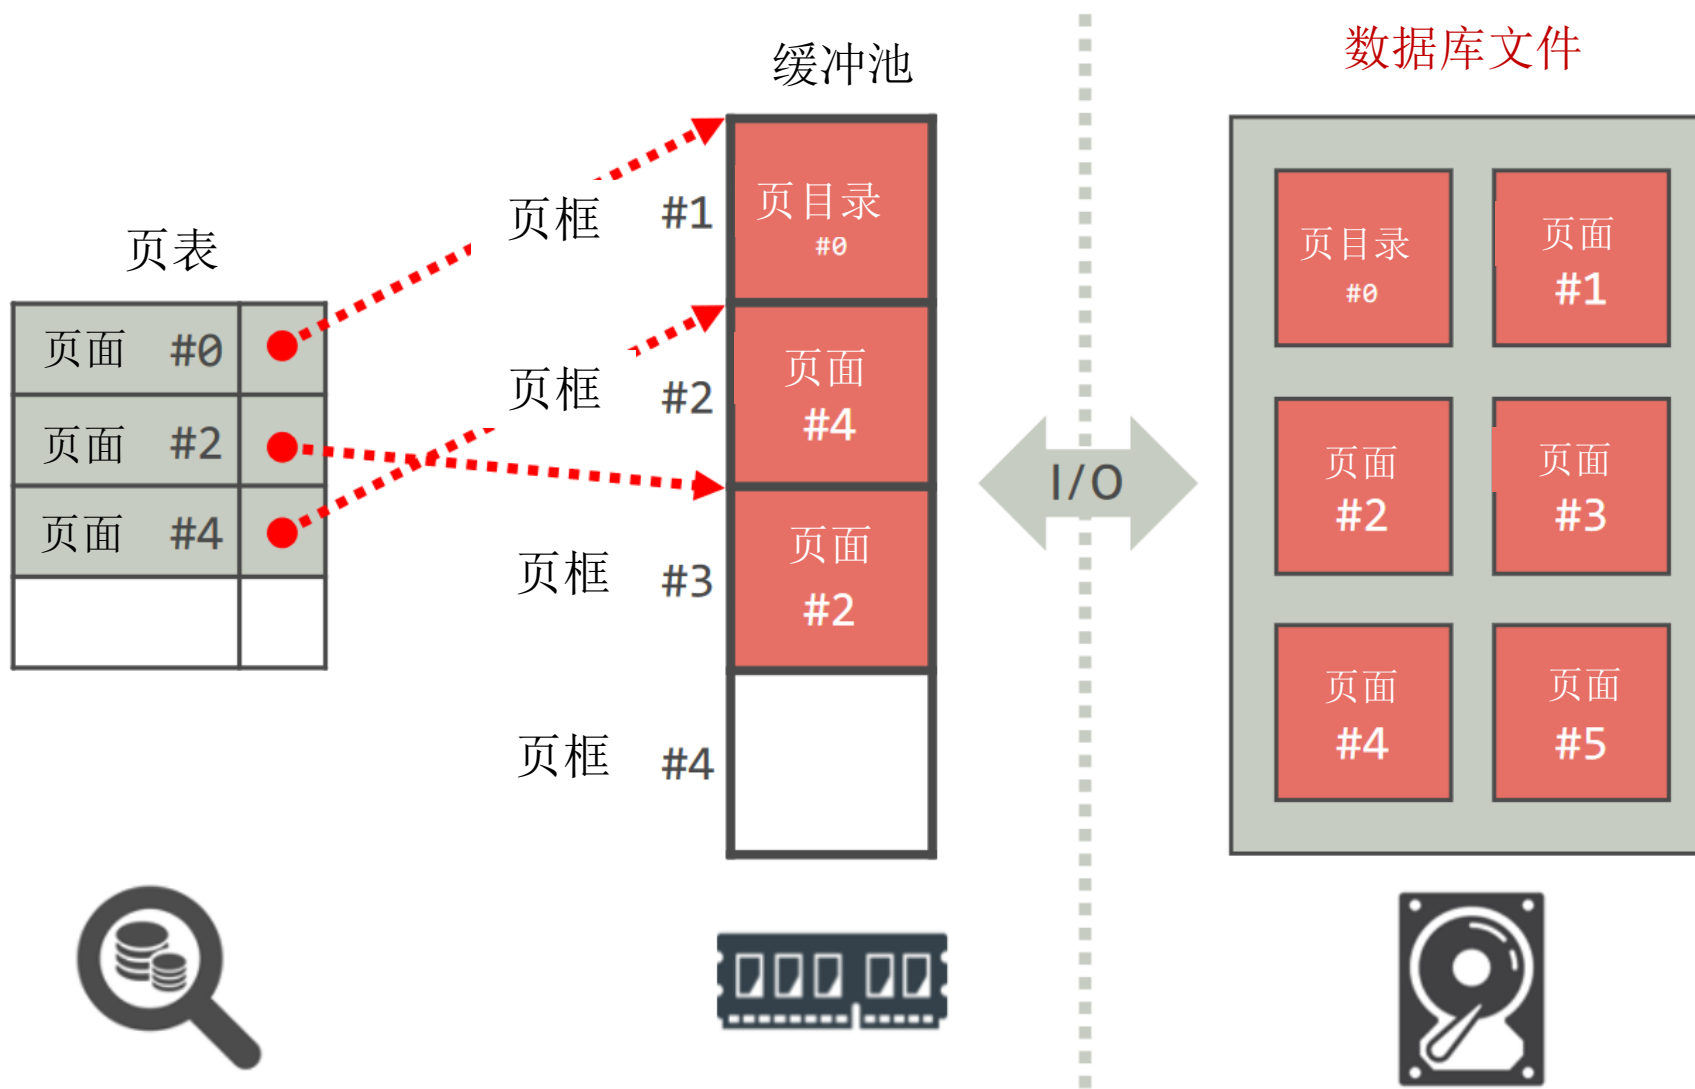 页表
页面 #0
页面 #2
页面 #4
缓冲池
页框 #1
页目录
#0
页框 #2
页面
#4
页框 #3
页面
#2
页框 #4
I/O
数据库文件
页目录
#0
页面
#1
页面
#2
页面
#3
页面
#4
页面
#5